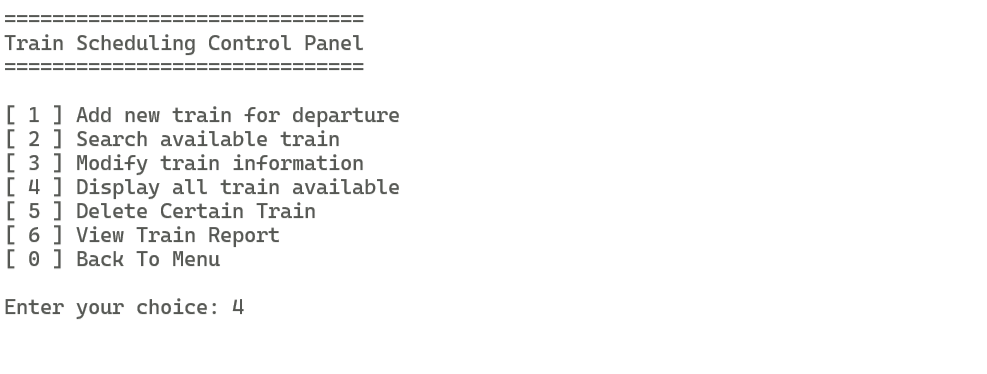 ==============================
Train Scheduling Control Panel
==============================
[ 1 ] Add new train for departure
[ 2 ] Search available train
[ 3 ] Modify train information
[ 4 ] Display all train available
[ 5 ] Delete Certain Train
[ 6 ] View Train Report
[ 0 ] Back To Menu
Enter your choice: 4